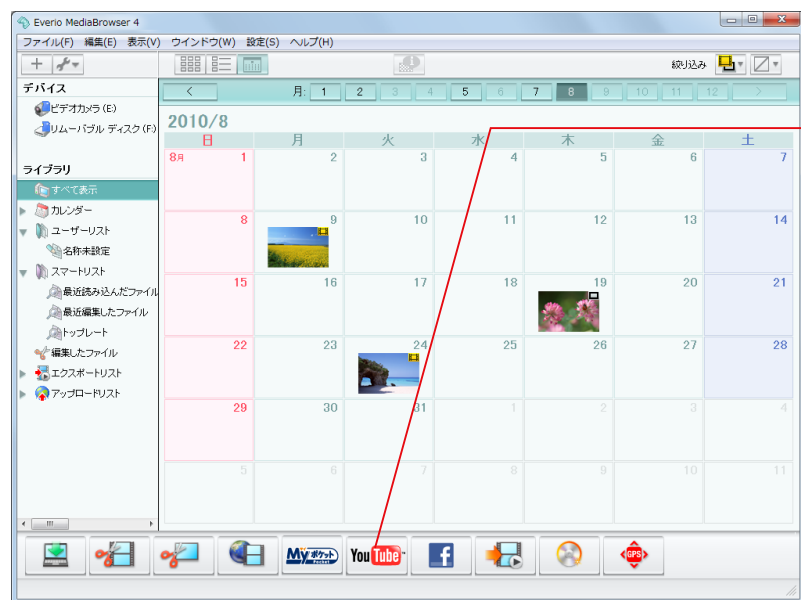 Everio MediaBrowser 4
ファイル(F) 編集(E) 表示(V) ウインドウ(W) 設定(S) ヘルプ(H)
絞り込み
デバイス
ビデオカメラ (E:)
リムーバブル ディスク (F:)
ライブラリ
すべて表示
カレンダー
ユーザーリスト
名称未設定
スマートリスト
最近読み込んだファイル
最近編集したファイル
トップレート
編集したファイル
エクスポートリスト
アップロードリスト
< 月: 1 2 3 4 5 6 7 8 9 10 11 12 >
2010/8
日 月 火 水 木 金 土
8月 1 2 3 4 5 6 7
8 9 10 11 12 13 14
15 16 17 18 19 20 21
22 23 24 25 26 27 28
29 30 31 1 2 3 4
5 6 7 8 9 10 11
Myポケット Pocket YouTube f GPS